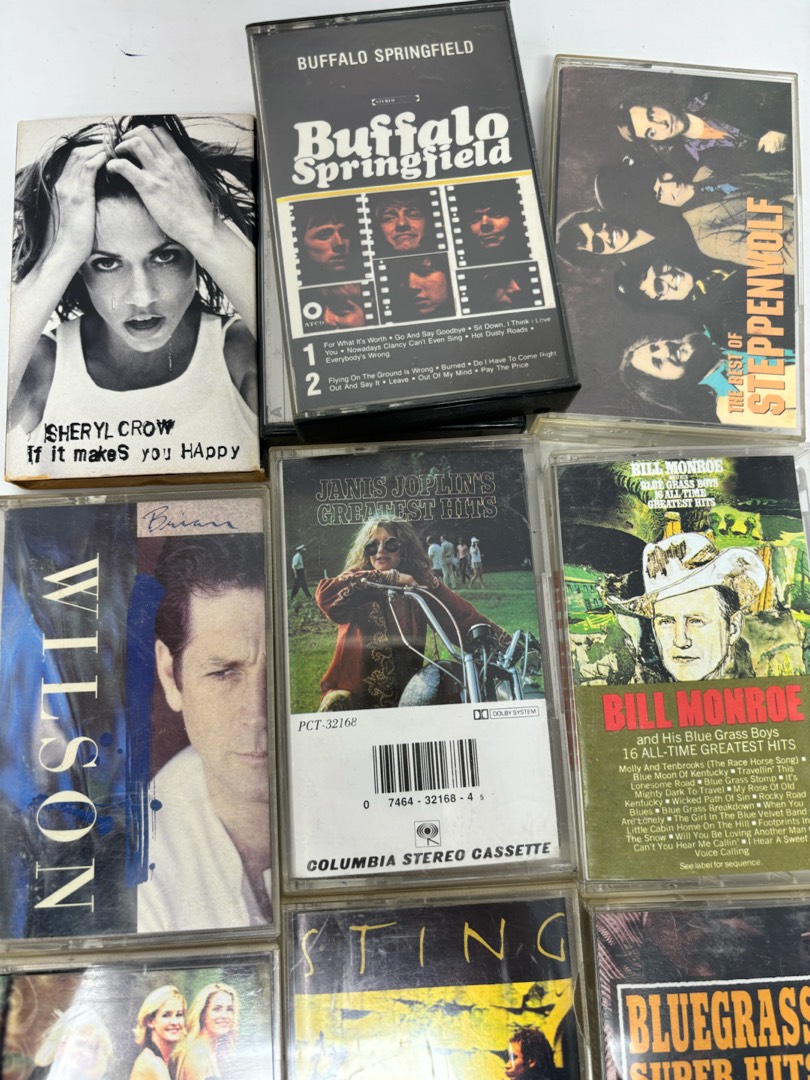 SHERYL CROW
If it makeS you HAppy
BUFFALO SPRINGFIELD
STEREO
Buffalo
Springfield
ATCO
1
For What It's Worth • Go And Say Goodbye • Sit Down, I Think I Love
You • Nowadays Clancy Can't Even Sing • Hot Dusty Roads •
Everybody's Wrong
2
Flying On The Ground Is Wrong • Burned • Do I Have To Come Right
Out And Say It • Leave • Out Of My Mind • Pay The Price
A
THE BEST OF
STEPPENWOLF
Brian
WILSON
JANIS JOPLIN'S
GREATEST HITS
PCT-32168
DOLBY SYSTEM
0 7464-32168-4 5
COLUMBIA STEREO CASSETTE
BILL MONROE
BLUE GRASS BOYS
16 ALL TIME
GREATEST HITS
BILL MONROE
and His Blue Grass Boys
16 ALL-TIME GREATEST HITS
Molly And Tenbrooks (The Race Horse Song) ■
Blue Moon Of Kentucky ■ Travellin' This
Lonesome Road ■ Blue Grass Stomp ■ It's
Mighty Dark To Travel ■ My Rose Of Old
Kentucky ■ Wicked Path Of Sin ■ Rocky Road
Blues ■ Blue Grass Breakdown ■ When You
Are Lonely ■ The Girl In The Blue Velvet Band
Little Cabin Home On The Hill ■ Footprints In
The Snow ■ Will You Be Loving Another Man
Can't You Hear Me Callin' ■ I Hear A Sweet
Voice Calling
See label for sequence.
STING
BLUEGRASS
SUPER HITS